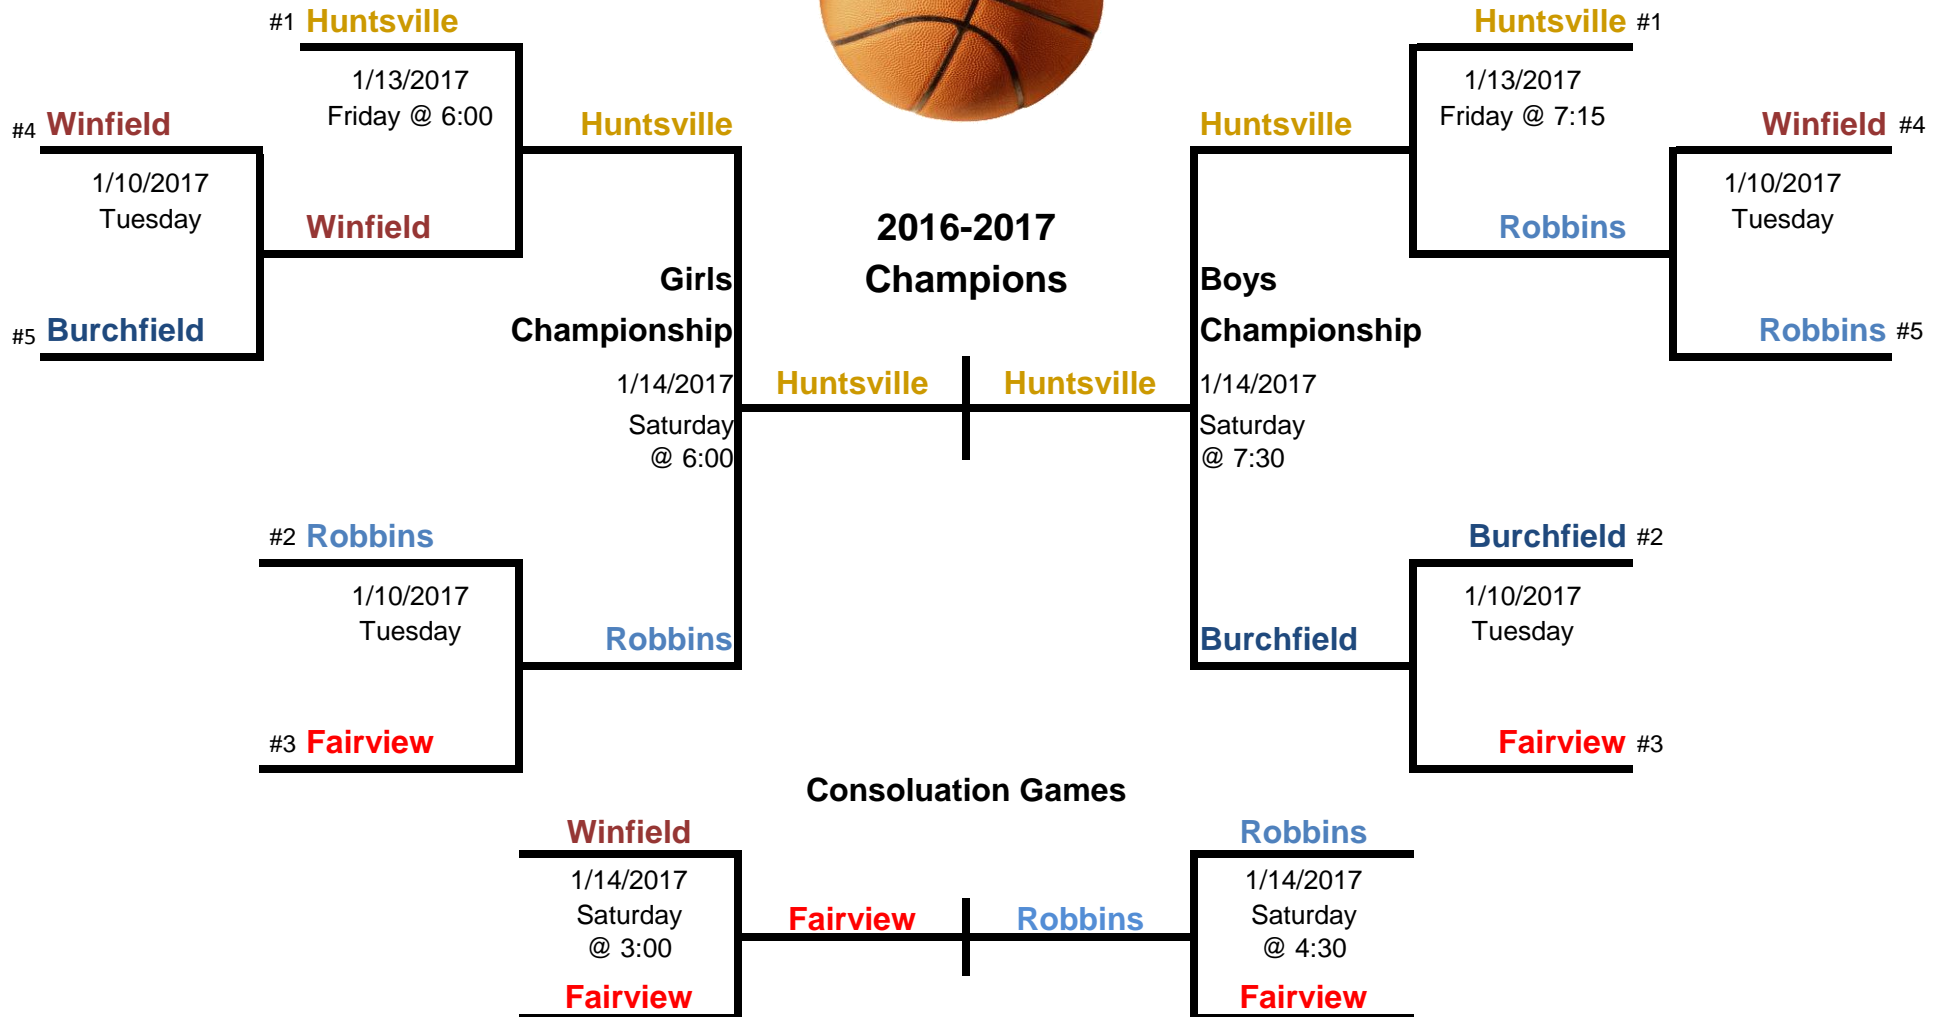 #1 Huntsville
1/13/2017
Friday @ 6:00
#4 Winfield
1/10/2017
Tuesday
Winfield
#5 Burchfield
Huntsville
Girls
Championship
1/14/2017
Saturday
@ 6:00
#2 Robbins
1/10/2017
Tuesday
Robbins
#3 Fairview
2016-2017
Champions
Huntsville
Huntsville
Huntsville #1
1/13/2017
Friday @ 7:15
Huntsville
Winfield #4
1/10/2017
Tuesday
Robbins
Robbins #5
Boys
Championship
1/14/2017
Saturday
@ 7:30
Burchfield #2
1/10/2017
Tuesday
Burchfield
Fairview #3
Consoluation Games
Winfield
1/14/2017
Saturday
@ 3:00
Fairview
Fairview
Robbins
Robbins
1/14/2017
Saturday
@ 4:30
Fairview